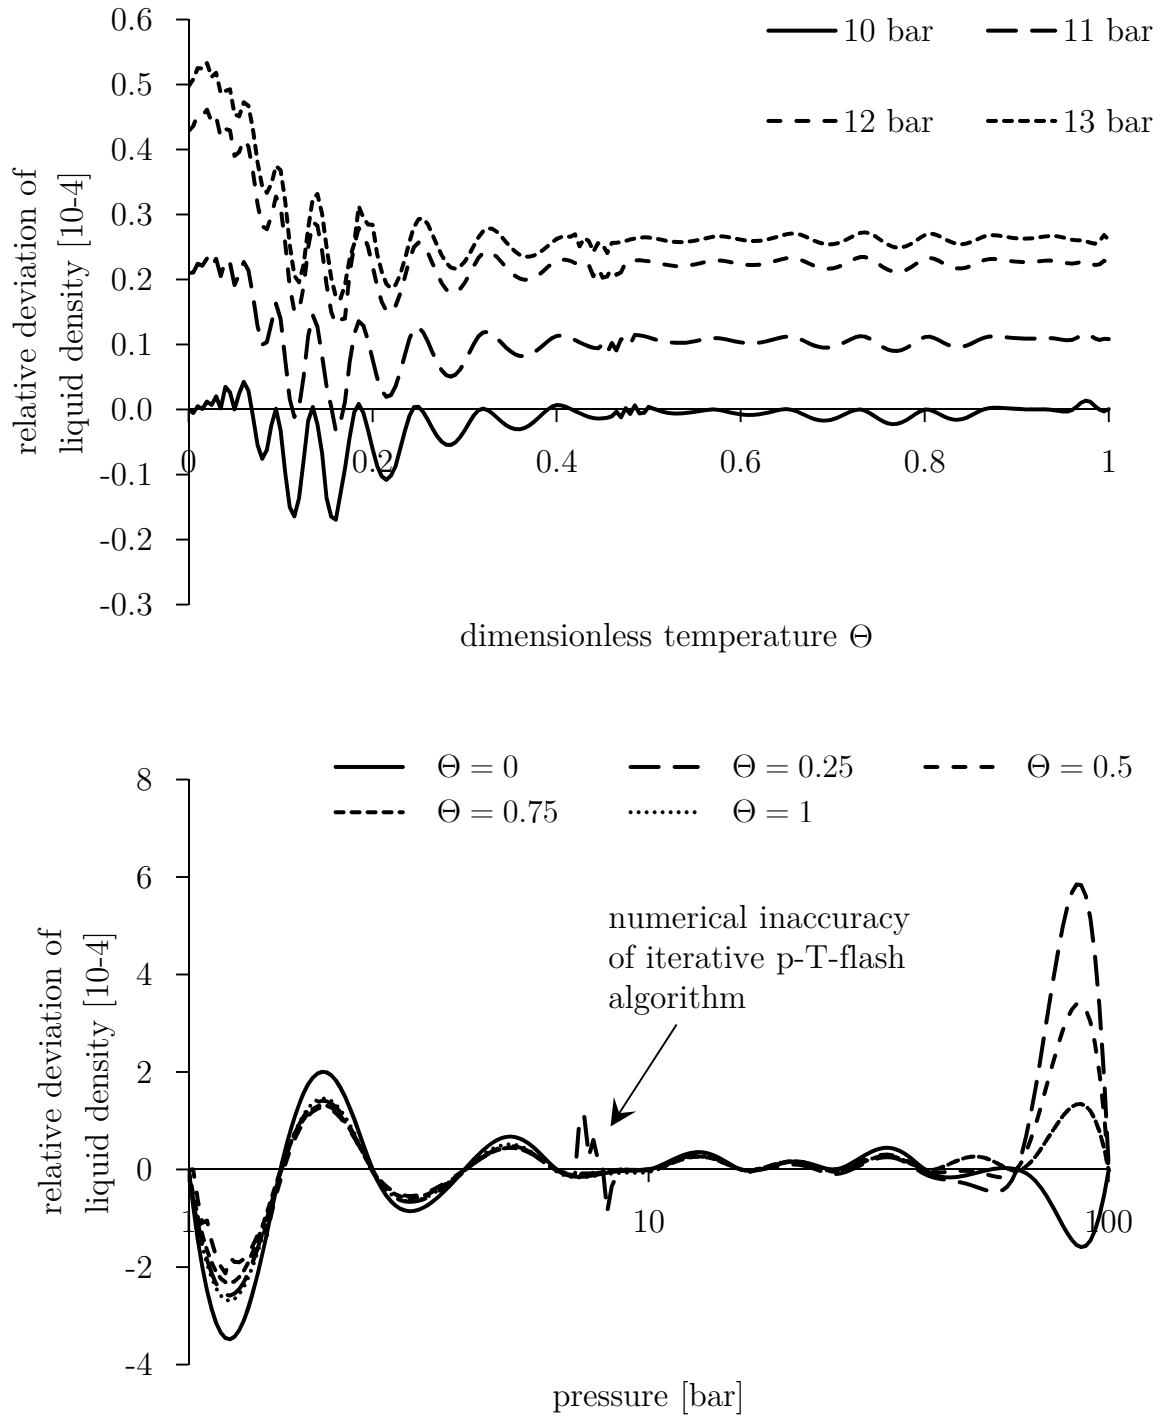 0.6
10 bar
11 bar
0.5
12 bar
13 bar
0.4
0.3
0.2
0.1
0.0
-0.1
-0.2
-0.3
relative deviation of
liquid density [10-4]
0
0.2
0.4
0.6
0.8
1
dimensionless temperature Θ
Θ = 0
Θ = 0.25
Θ = 0.5
Θ = 0.75
Θ = 1
8
6
4
2
0
-2
-4
relative deviation of
liquid density [10-4]
numerical inaccuracy
of iterative p-T-flash
algorithm
1
10
100
pressure [bar]